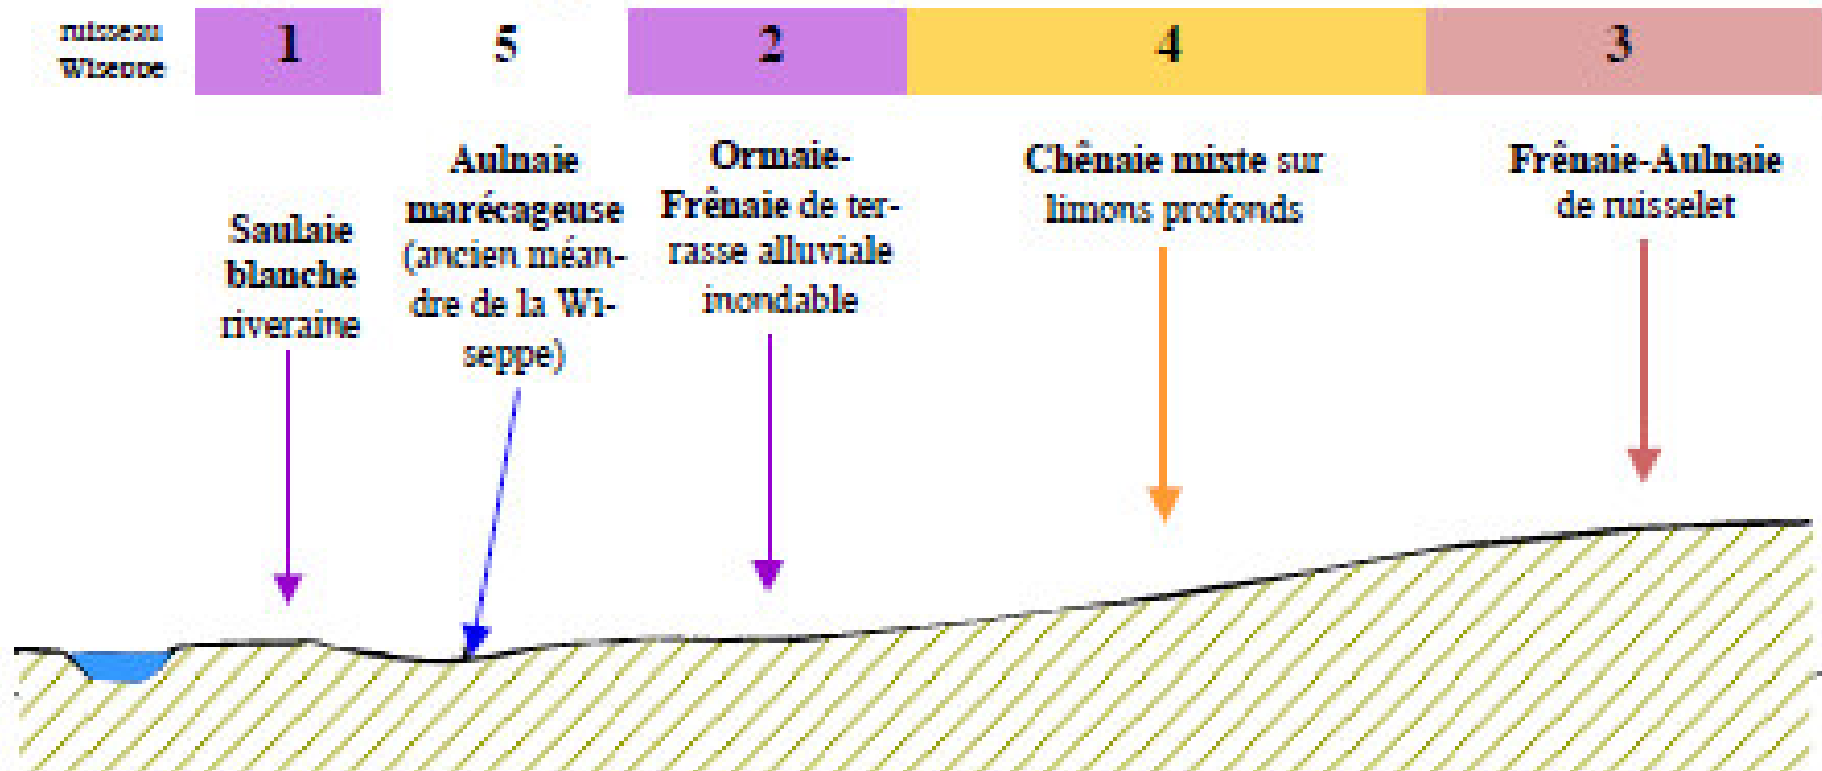 ruisseau
Wiseppe
1
5
2
4
3
Saulaie
blanche
riveraine
Aulnaie
marécageuse
(ancien méan-
dre de la Wi-
seppe)
Ormaie-
Frênaie de ter-
rasse alluviale
inondable
Chênaie mixte sur
limons profonds
Frênaie-Aulnaie
de ruisselet